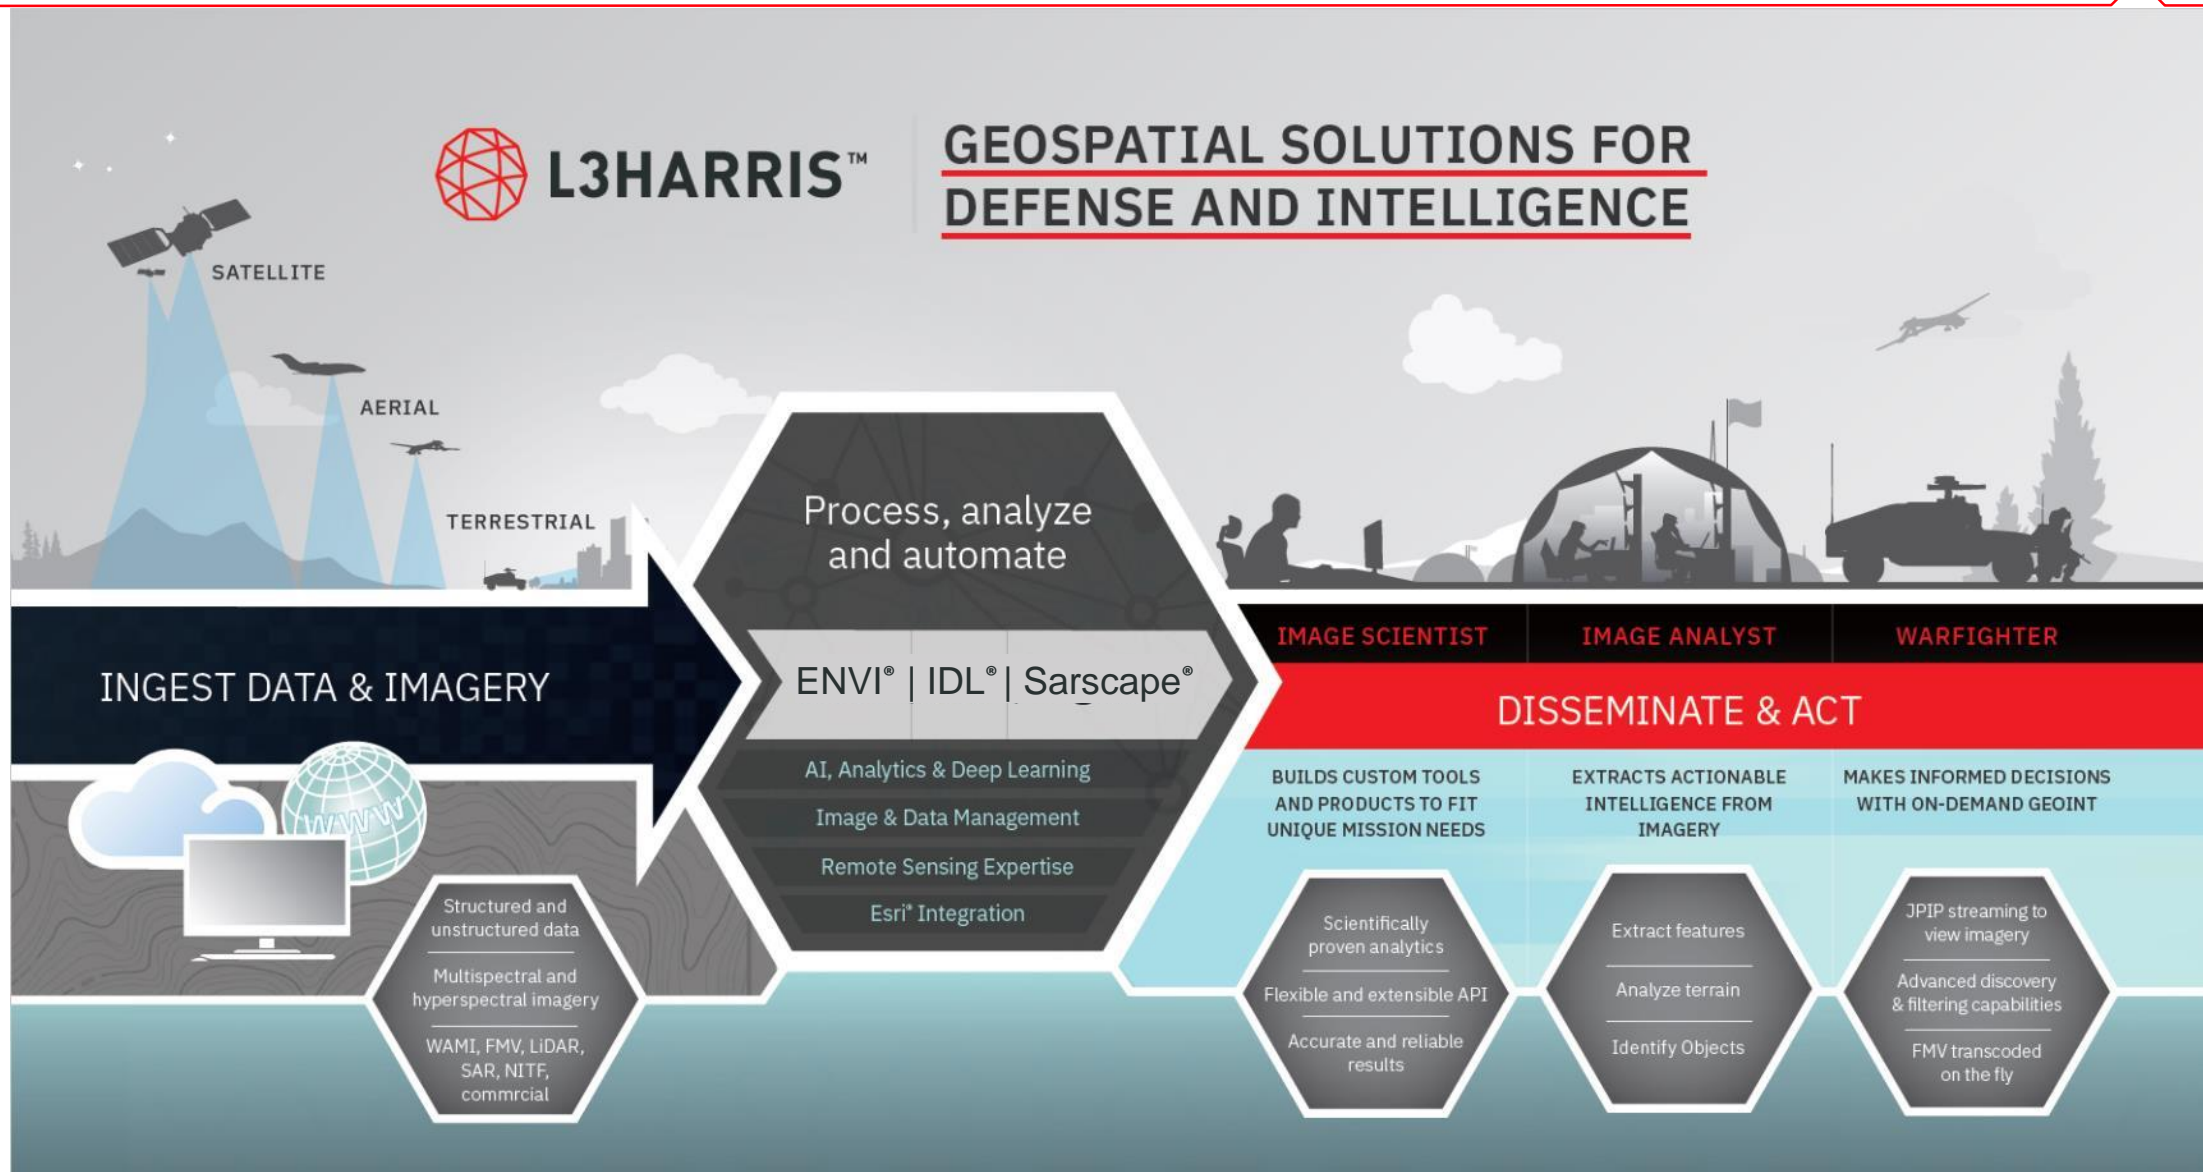 L3HARRIS™
GEOSPATIAL SOLUTIONS FOR
DEFENSE AND INTELLIGENCE
SATELLITE
AERIAL
TERRESTRIAL
INGEST DATA & IMAGERY
WWW
Structured and
unstructured data
Multispectral and
hyperspectral imagery
WAMI, FMV, LiDAR,
SAR, NITF,
commrcial
Process, analyze
and automate
ENVI® | IDL® | Sarscape®
AI, Analytics & Deep Learning
Image & Data Management
Remote Sensing Expertise
Esri® Integration
IMAGE SCIENTIST
IMAGE ANALYST
WARFIGHTER
DISSEMINATE & ACT
BUILDS CUSTOM TOOLS
AND PRODUCTS TO FIT
UNIQUE MISSION NEEDS
EXTRACTS ACTIONABLE
INTELLIGENCE FROM
IMAGERY
MAKES INFORMED DECISIONS
WITH ON-DEMAND GEOINT
Scientifically
proven analytics
Flexible and extensible API
Accurate and reliable
results
Extract features
Analyze terrain
Identify Objects
JPIP streaming to
view imagery
Advanced discovery
& filtering capabilities
FMV transcoded
on the fly